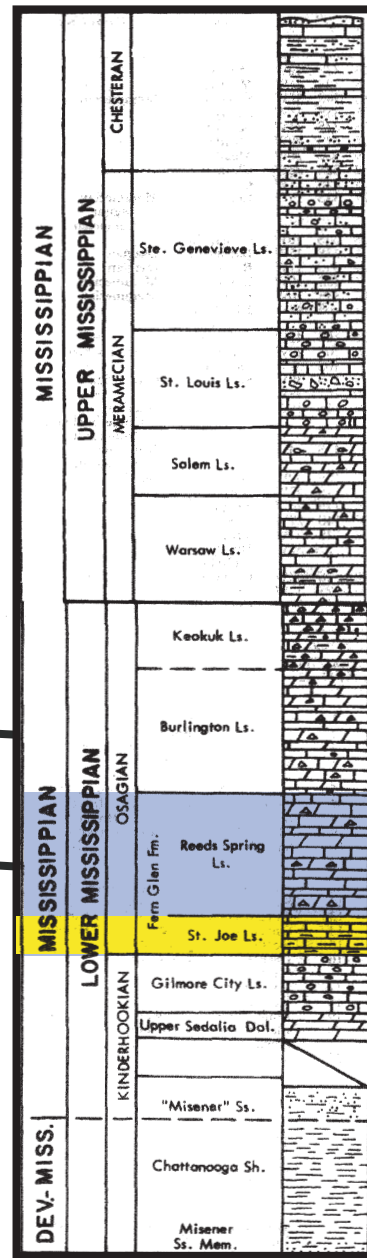 MISSISSIPPIAN
UPPER MISSISSIPPIAN
CHESTERAN
MERAMECIAN
Ste. Genevieve Ls.
St. Louis Ls.
Salem Ls.
Warsaw Ls.
MISSISSIPPIAN
LOWER MISSISSIPPIAN
OSAGIAN
Keokuk Ls.
Burlington Ls.
Fern Glen Fm.
Reeds Spring
Ls.
St. Joe Ls.
KINDERHOOKIAN
Gilmore City Ls.
Upper Sedalia Dol.
"Misener" Ss.
DEV.-MISS.
Chattanooga Sh.
Misener
Ss. Mem.